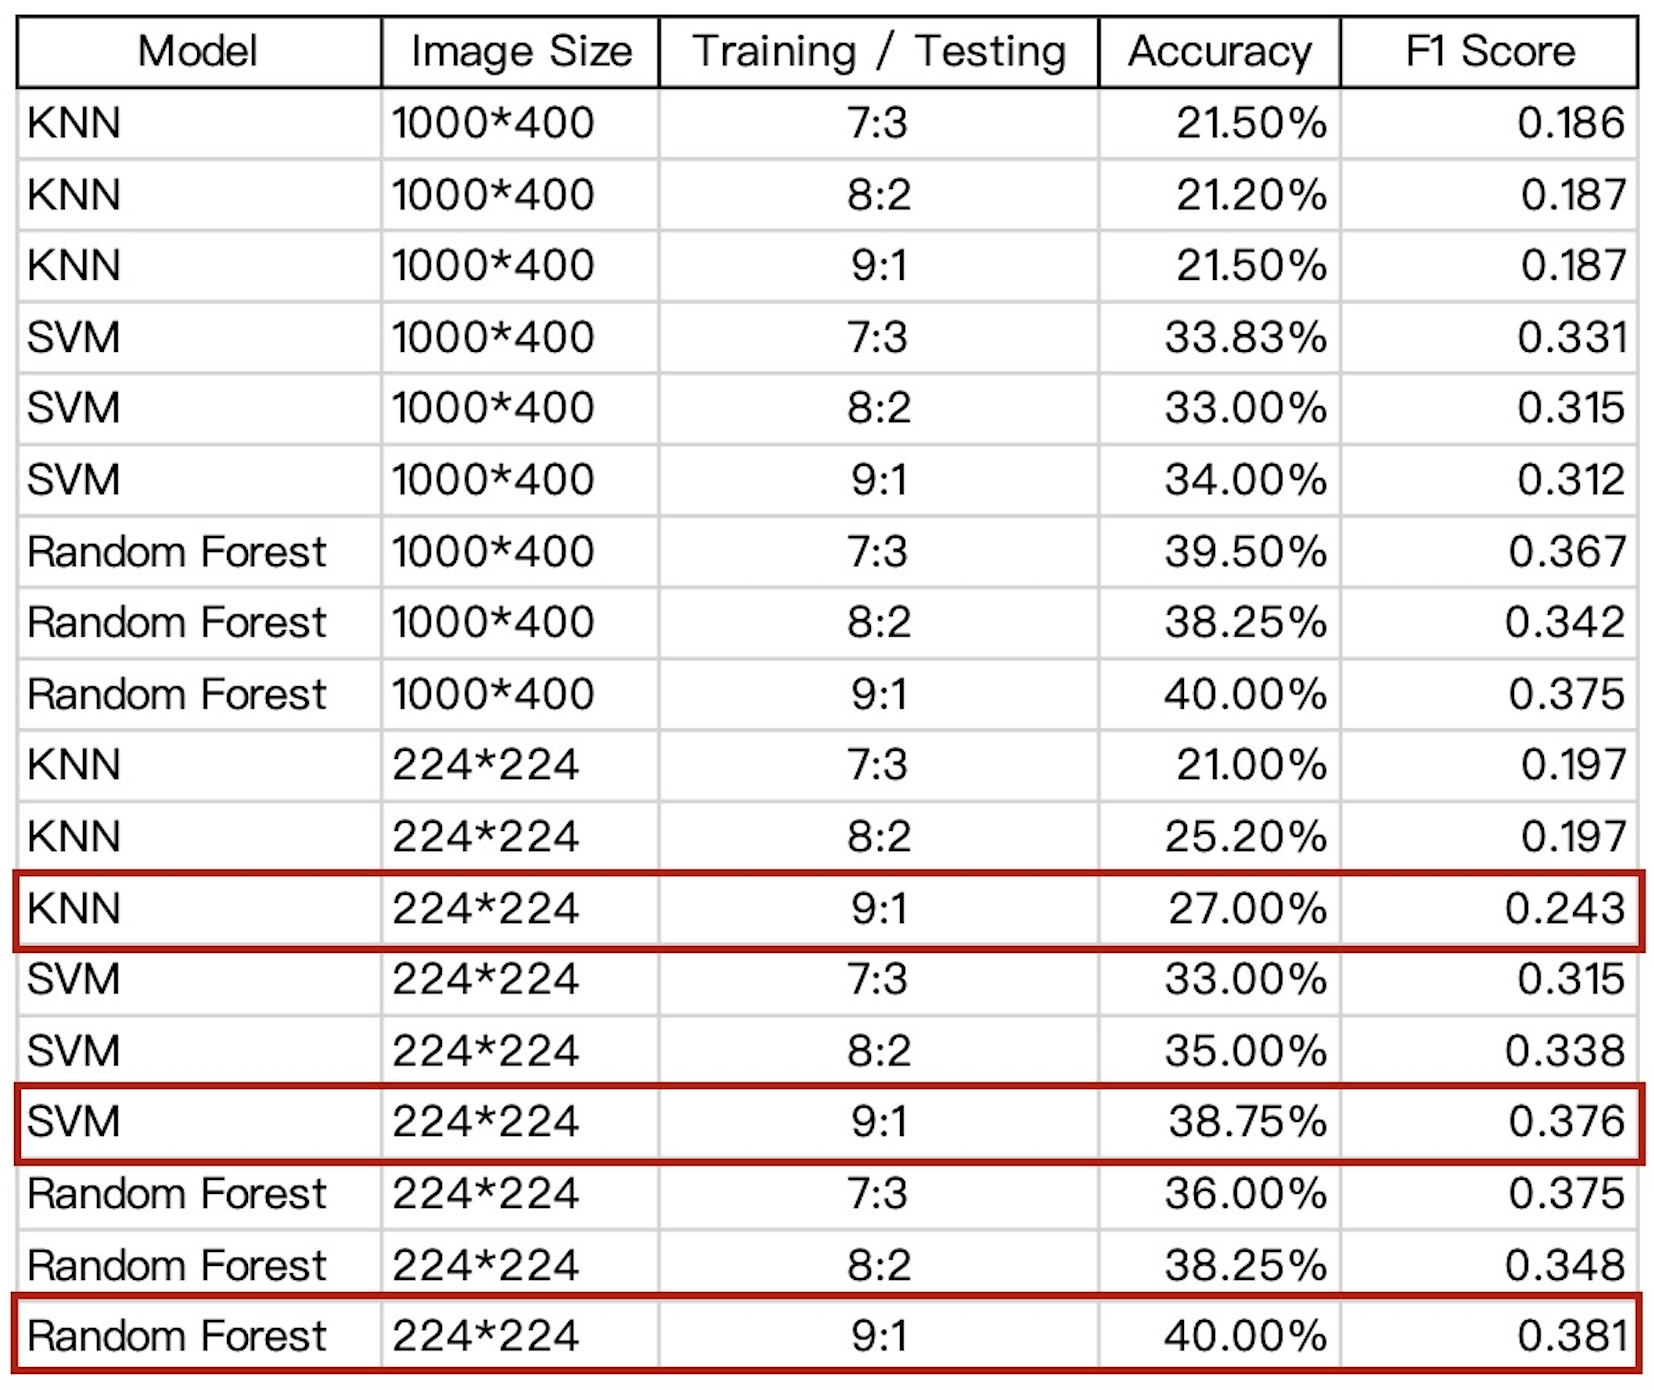 Model Image Size Training / Testing Accuracy F1 Score
KNN 1000*400 7:3 21.50% 0.186
KNN 1000*400 8:2 21.20% 0.187
KNN 1000*400 9:1 21.50% 0.187
SVM 1000*400 7:3 33.83% 0.331
SVM 1000*400 8:2 33.00% 0.315
SVM 1000*400 9:1 34.00% 0.312
Random Forest 1000*400 7:3 39.50% 0.367
Random Forest 1000*400 8:2 38.25% 0.342
Random Forest 1000*400 9:1 40.00% 0.375
KNN 224*224 7:3 21.00% 0.197
KNN 224*224 8:2 25.20% 0.197
KNN 224*224 9:1 27.00% 0.243
SVM 224*224 7:3 33.00% 0.315
SVM 224*224 8:2 35.00% 0.338
SVM 224*224 9:1 38.75% 0.376
Random Forest 224*224 7:3 36.00% 0.375
Random Forest 224*224 8:2 38.25% 0.348
Random Forest 224*224 9:1 40.00% 0.381